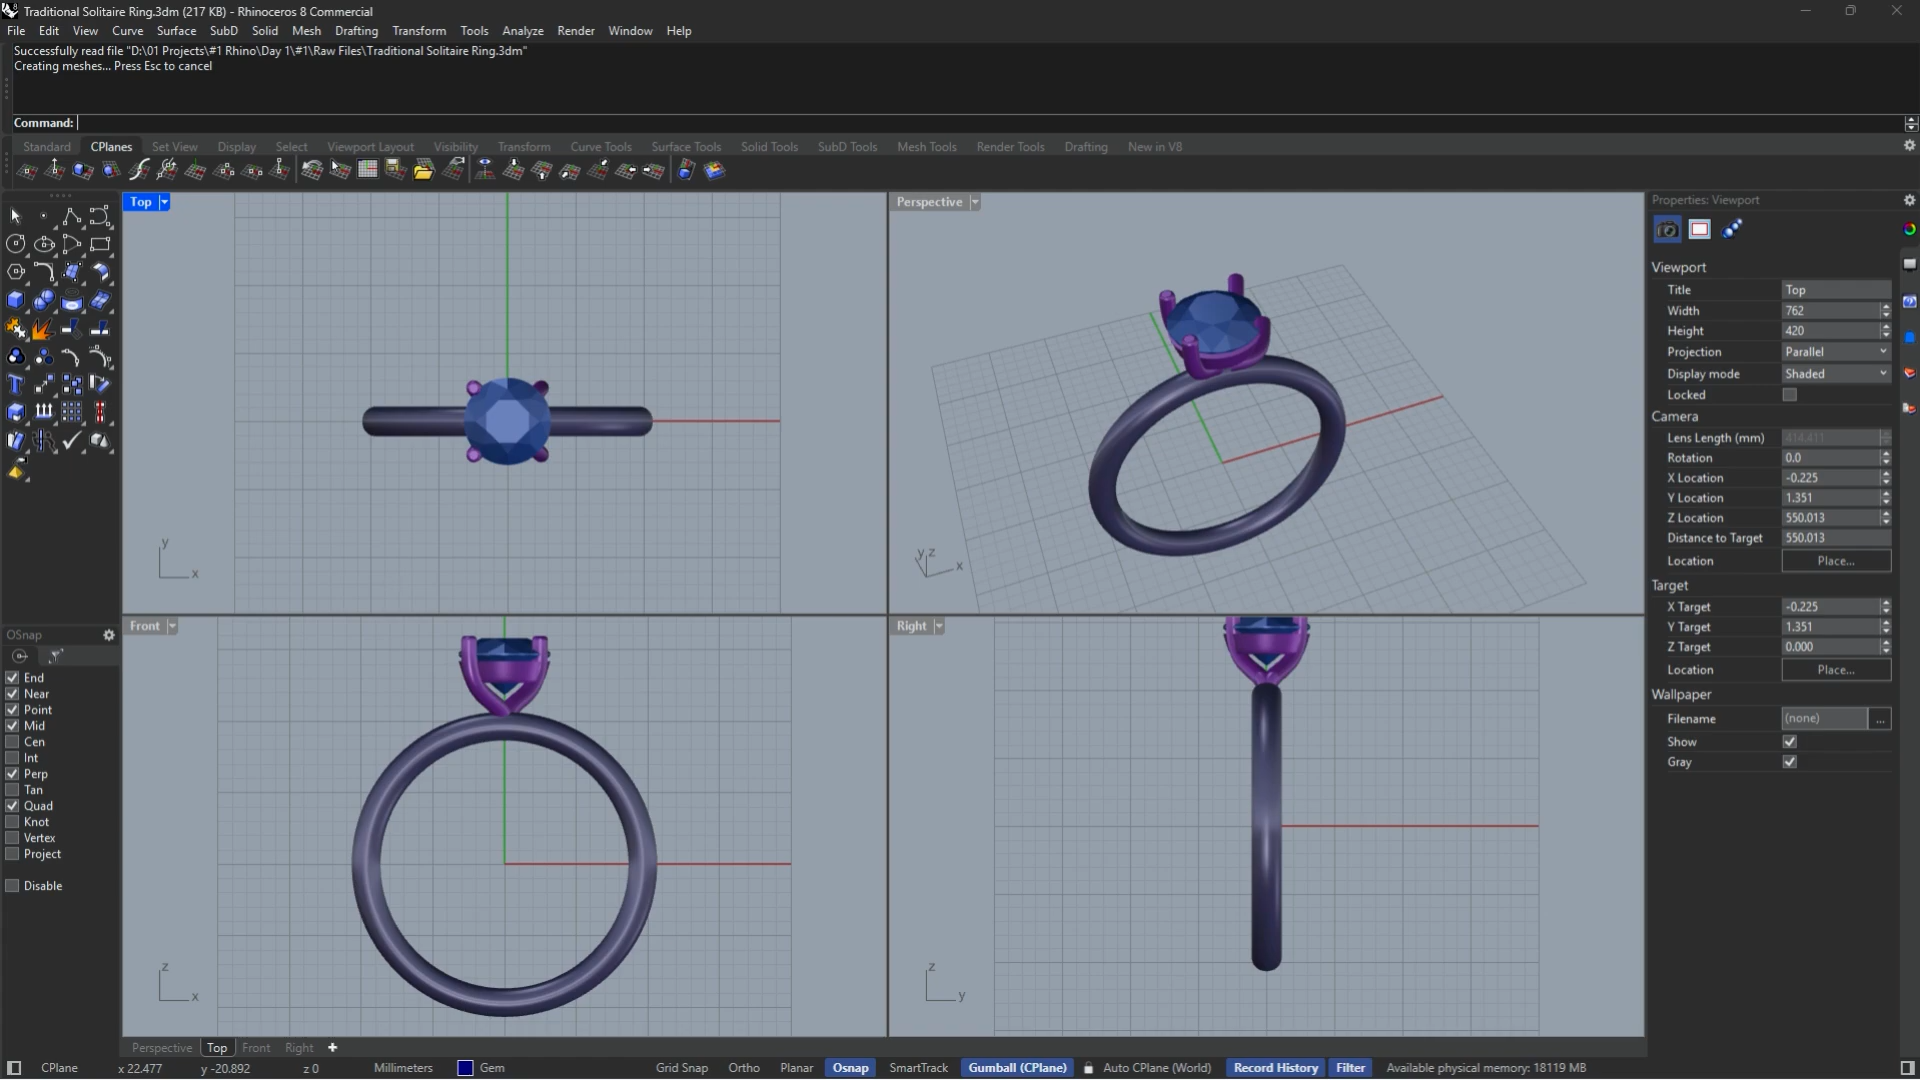 Traditional Solitaire Ring.3dm (217 KB) - Rhinoceros 8 Commercial
File Edit View Curve Surface SubD Solid Mesh Drafting Transform Tools Analyze Render Window Help
Successfully read file "D:\01 Projects\#1 Rhino\Day 1\#1\Raw Files\Traditional Solitaire Ring.3dm"
Creating meshes... Press Esc to cancel
Command:
Standard CPlanes Set View Display Select Viewport Layout Visibility Transform Curve Tools Surface Tools Solid Tools SubD Tools Mesh Tools Render Tools Drafting New in V8
Top
y
x
Perspective
y z
x
Front
z
x
Right
z
y
OSnap
End
Near
Point
Mid
Cen
Int
Perp
Tan
Quad
Knot
Vertex
Project
Disable
Properties: Viewport
Viewport
Title Top
Width 762
Height 420
Projection Parallel
Display mode Shaded
Locked
Camera
Lens Length (mm) 414.411
Rotation 0.0
X Location -0.225
Y Location 1.351
Z Location 550.013
Distance to Target 550.013
Location Place...
Target
X Target -0.225
Y Target 1.351
Z Target 0.000
Location Place...
Wallpaper
Filename (none) ...
Show
Gray
Perspective Top Front Right
CPlane x 22.477 y -20.892 z 0 Millimeters Gem Grid Snap Ortho Planar Osnap SmartTrack Gumball (CPlane) Auto CPlane (World) Record History Filter Available physical memory: 18119 MB